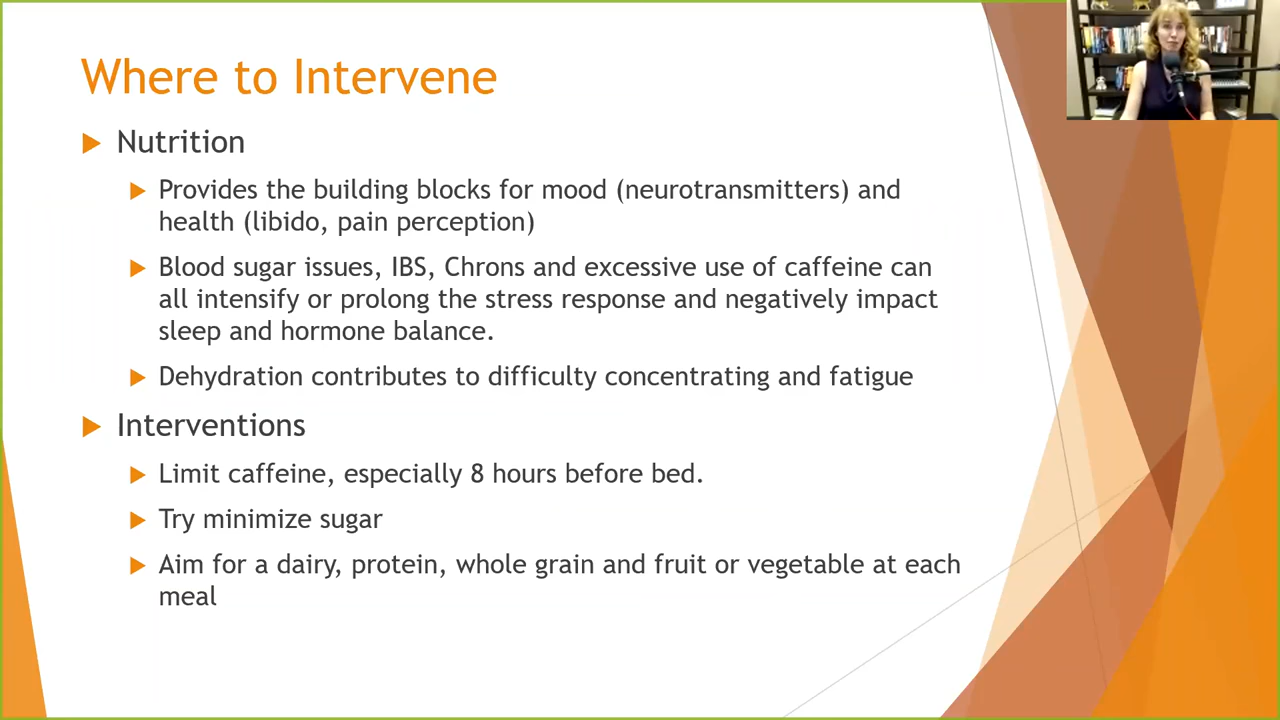 Where to Intervene
Nutrition
Provides the building blocks for mood (neurotransmitters) and
health (libido, pain perception)
Blood sugar issues, IBS, Chrons and excessive use of caffeine can
all intensify or prolong the stress response and negatively impact
sleep and hormone balance.
Dehydration contributes to difficulty concentrating and fatigue
Interventions
Limit caffeine, especially 8 hours before bed.
Try minimize sugar
Aim for a dairy, protein, whole grain and fruit or vegetable at each
meal